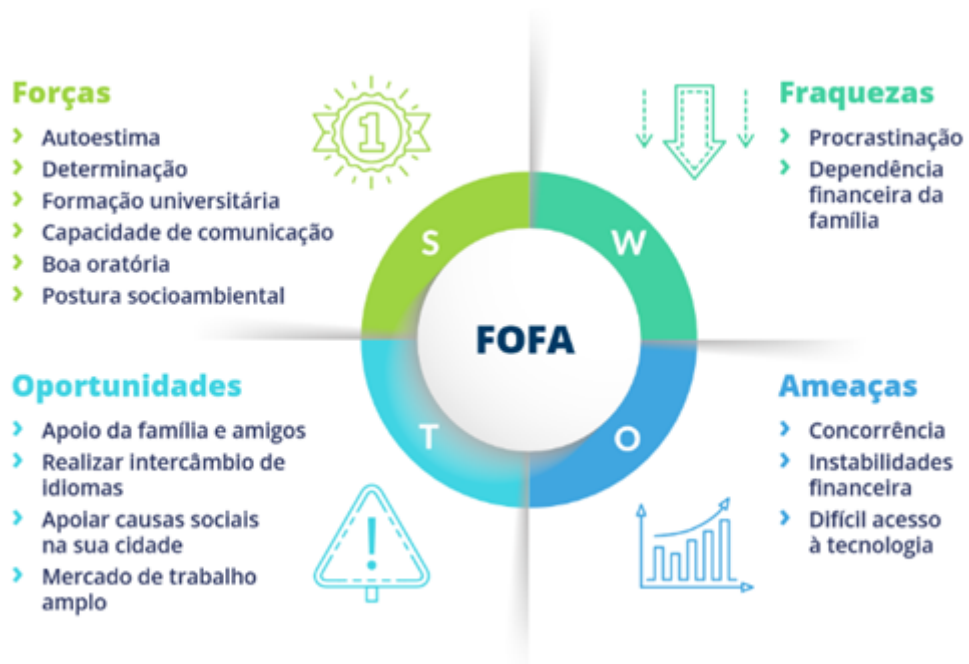 Forças
Autoestima
Determinação
Formação universitária
Capacidade de comunicação
Boa oratória
Postura socioambiental
1
Fraquezas
Procrastinação
Dependência
financeira da
família
S
W
FOFA
T
O
Oportunidades
Apoio da família e amigos
Realizar intercâmbio de
idiomas
Apoiar causas sociais
na sua cidade
Mercado de trabalho
amplo
!
Ameaças
Concorrência
Instabilidades
financeira
Difícil acesso
à tecnologia